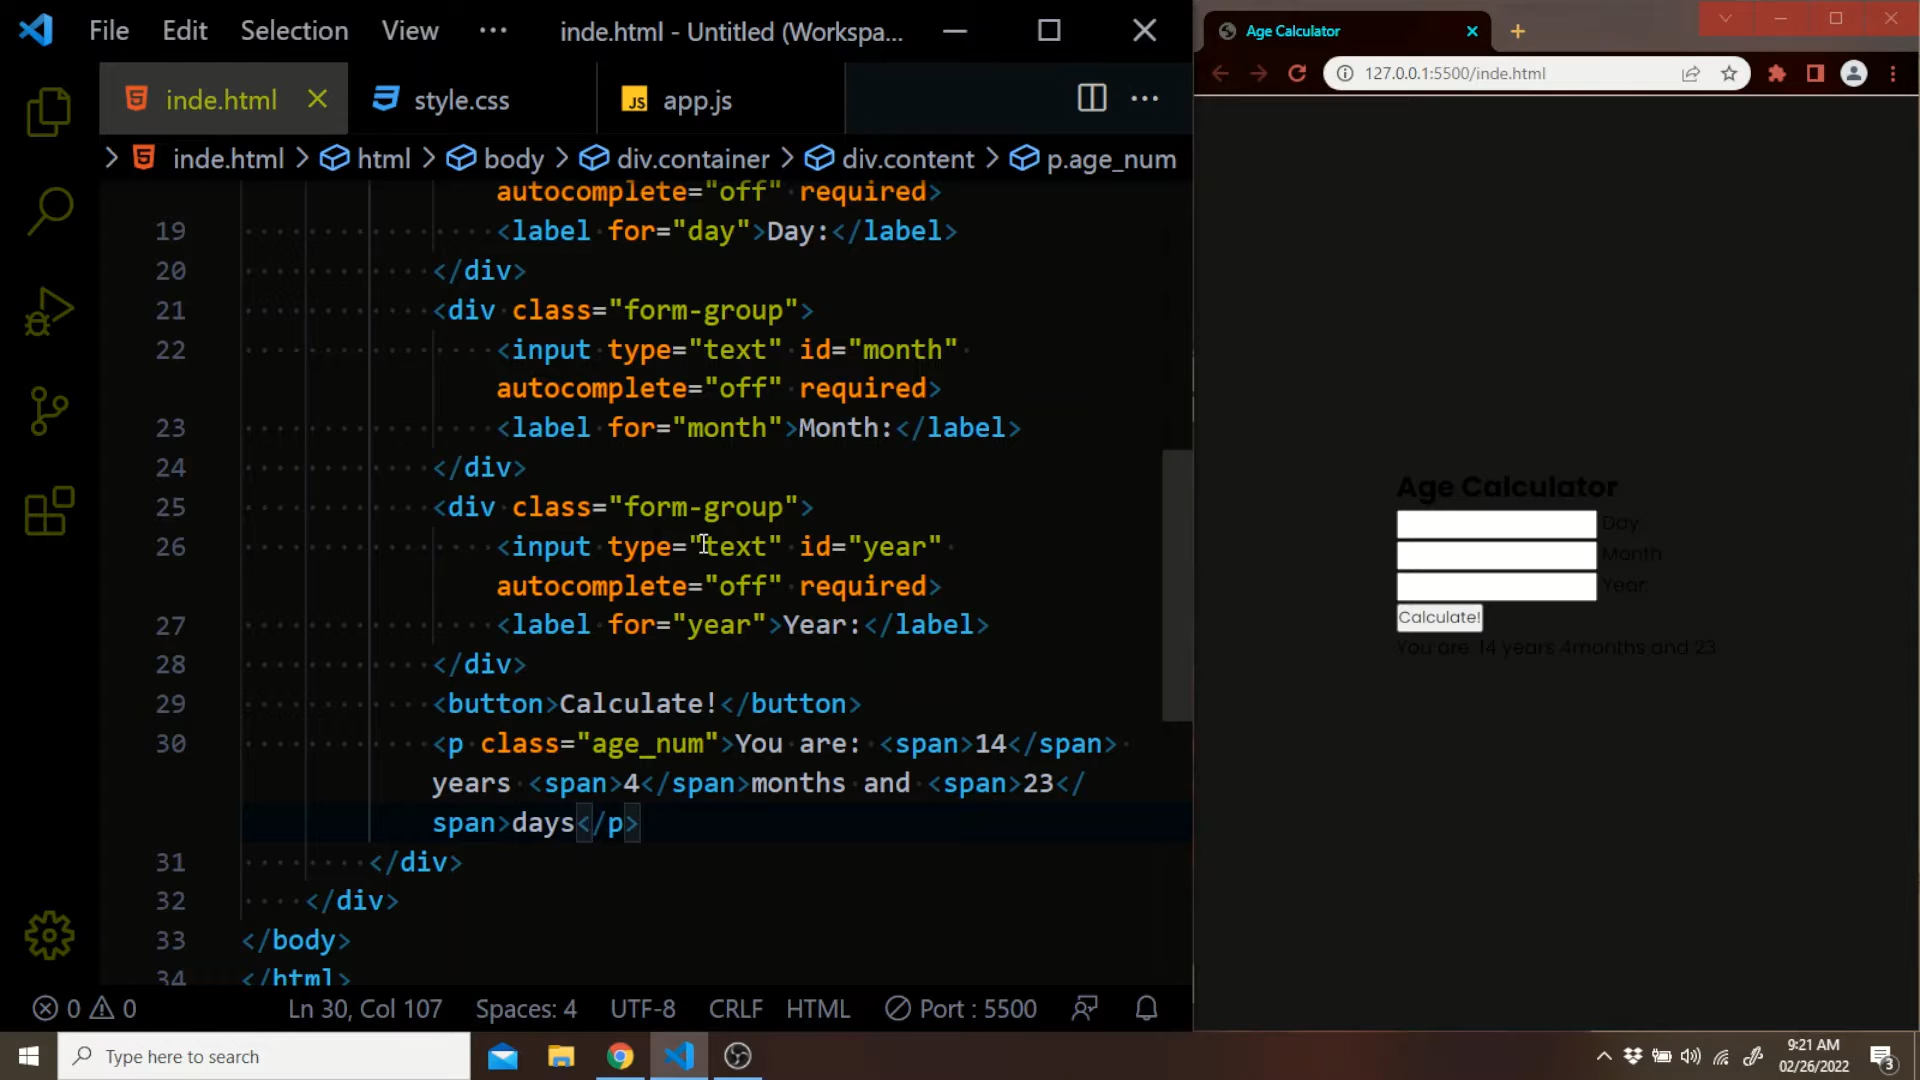 File Edit Selection View ··· inde.html - Untitled (Workspa...
inde.html style.css JS app.js
inde.html > html > body > div.container > div.content > p.age_num
autocomplete="off" required>
19 <label for="day">Day:</label>
20 </div>
21 <div class="form-group">
22 <input type="text" id="month"
autocomplete="off" required>
23 <label for="month">Month:</label>
24 </div>
25 <div class="form-group">
26 <input type="text" id="year"
autocomplete="off" required>
27 <label for="year">Year:</label>
28 </div>
29 <button>Calculate!</button>
30 <p class="age_num">You are: <span>14</span>
years <span>4</span>months and <span>23</
span>days</p>
31 </div>
32 </div>
33 </body>
34 </html>
0 0 Ln 30, Col 107 Spaces: 4 UTF-8 CRLF HTML Port : 5500
Age Calculator
127.0.0.1:5500/inde.html
Age Calculator
Day:
Month:
Year:
Calculate!
You are: 14 years 4months and 23
Type here to search
9:21 AM
02/26/2022
3